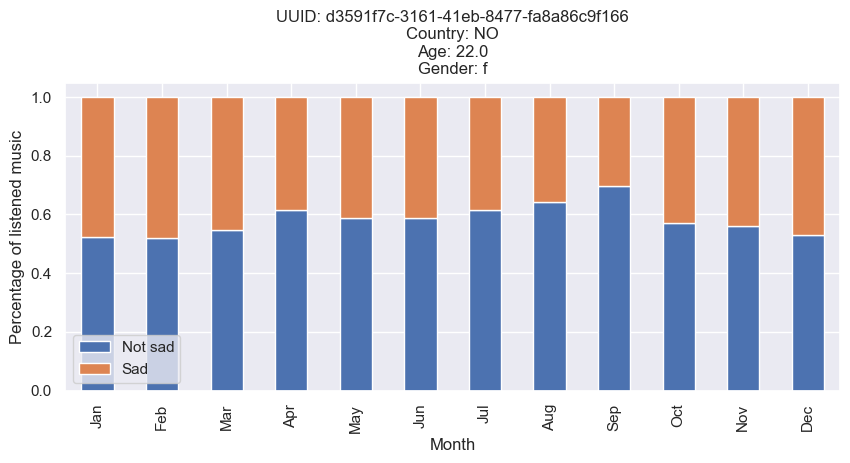 UUID: d3591f7c-3161-41eb-8477-fa8a86c9f166
Country: NO
Age: 22.0
Gender: f
Percentage of listened music
1.0
0.8
0.6
0.4
0.2
0.0
Not sad
Sad
Jan Feb Mar Apr May Jun Jul Aug Sep Oct Nov Dec
Month